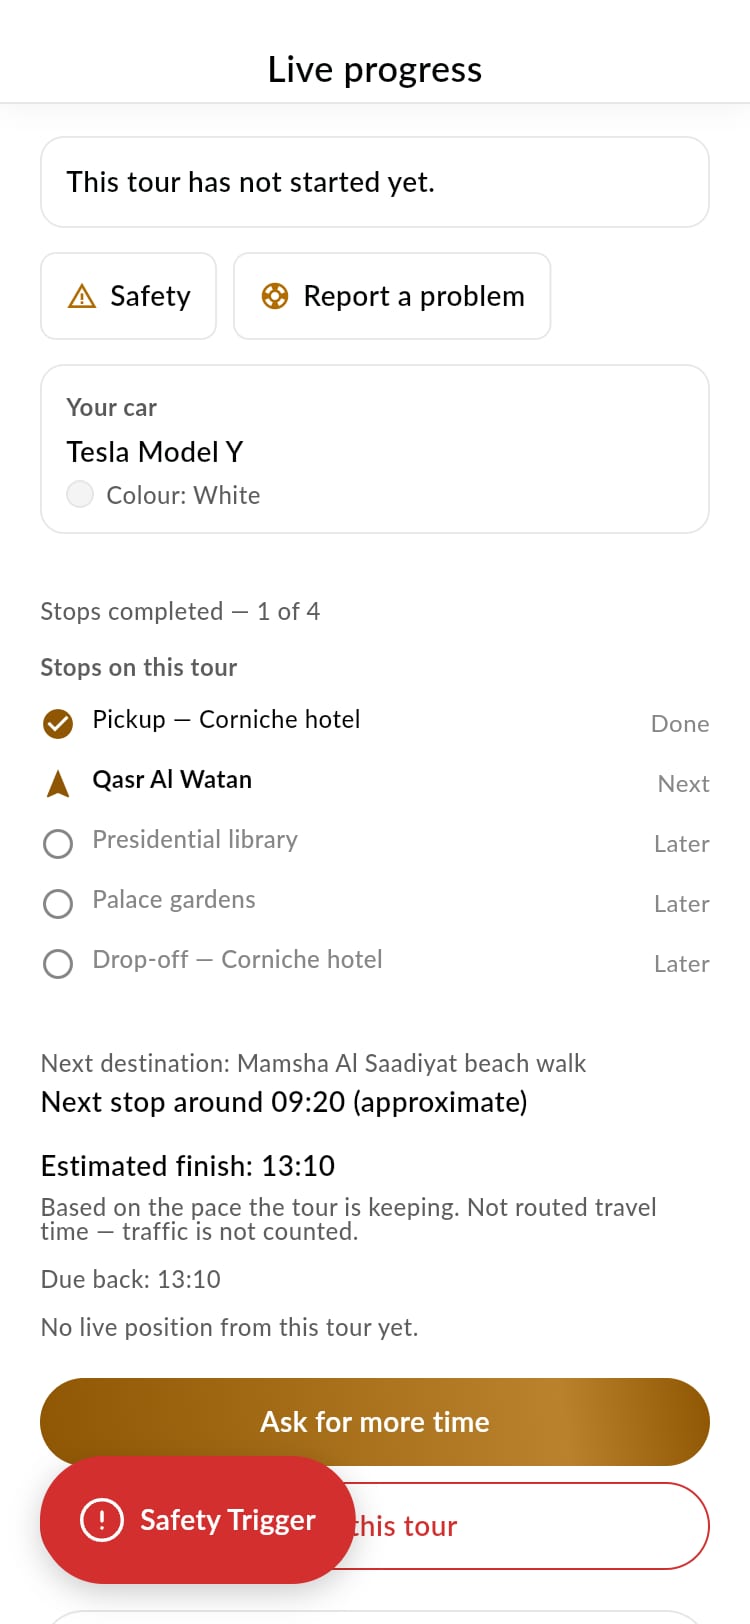 Live progress
This tour has not started yet.
Safety
Report a problem
Your car
Tesla Model Y
Colour: White
Stops completed — 1 of 4
Stops on this tour
Pickup — Corniche hotel Done
Qasr Al Watan Next
Presidential library Later
Palace gardens Later
Drop-off — Corniche hotel Later
Next destination: Mamsha Al Saadiyat beach walk
Next stop around 09:20 (approximate)
Estimated finish: 13:10
Based on the pace the tour is keeping. Not routed travel
time — traffic is not counted.
Due back: 13:10
No live position from this tour yet.
Ask for more time
Safety Trigger
this tour